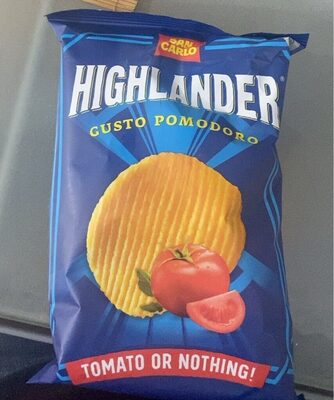 SAN
CARLO
HIGHLANDER
GUSTO POMODORO
TOMATO OR NOTHING!